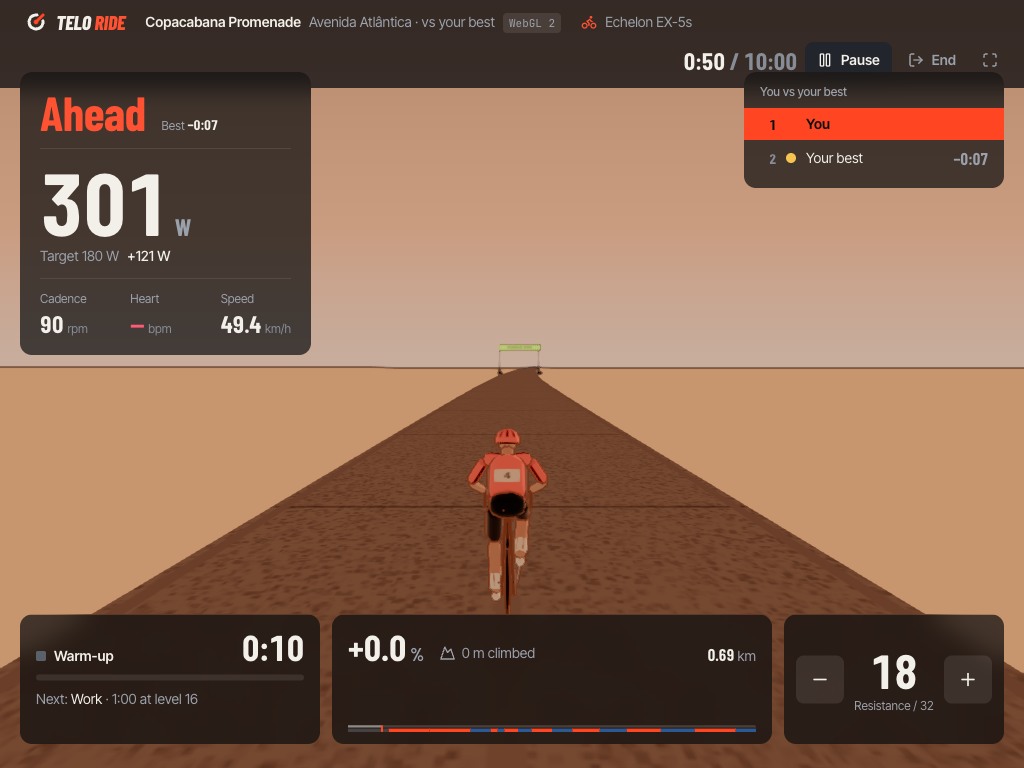 TELO RIDE Copacabana Promenade Avenida Atlântica · vs your best WebGL 2 Echelon EX-5s
0:50 / 10:00 Pause End
Ahead Best −0:07
301 W
Target 180 W +121 W
Cadence Heart Speed
90 rpm — bpm 49.4 km/h
You vs your best
1 You
2 Your best −0:07
4
Warm-up 0:10
Next: Work · 1:00 at level 16
+0.0 % 0 m climbed 0.69 km
− 18 +
Resistance / 32